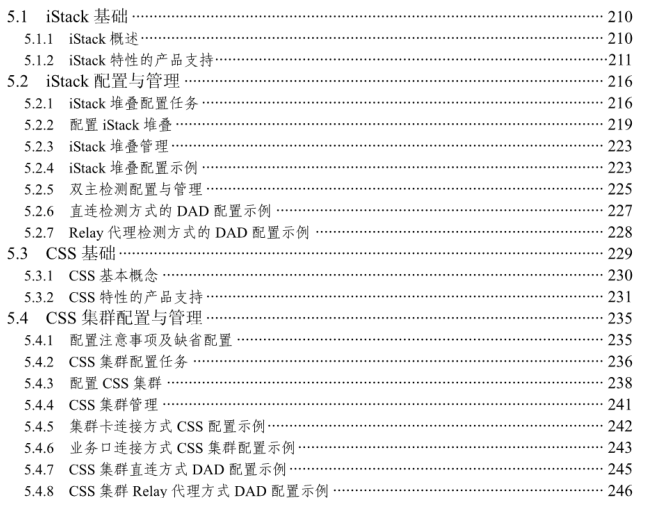 5.1 iStack 基础 210
5.1.1 iStack 概述 210
5.1.2 iStack 特性的产品支持 211
5.2 iStack 配置与管理 216
5.2.1 iStack 堆叠配置任务 216
5.2.2 配置 iStack 堆叠 219
5.2.3 iStack 堆叠管理 223
5.2.4 iStack 堆叠配置示例 223
5.2.5 双主检测配置与管理 225
5.2.6 直连检测方式的 DAD 配置示例 227
5.2.7 Relay 代理检测方式的 DAD 配置示例 228
5.3 CSS 基础 229
5.3.1 CSS 基本概念 230
5.3.2 CSS 特性的产品支持 231
5.4 CSS 集群配置与管理 235
5.4.1 配置注意事项及缺省配置 235
5.4.2 CSS 集群配置任务 236
5.4.3 配置 CSS 集群 238
5.4.4 CSS 集群管理 241
5.4.5 集群卡连接方式 CSS 配置示例 242
5.4.6 业务口连接方式 CSS 集群配置示例 243
5.4.7 CSS 集群直连方式 DAD 配置示例 245
5.4.8 CSS 集群 Relay 代理方式 DAD 配置示例 246